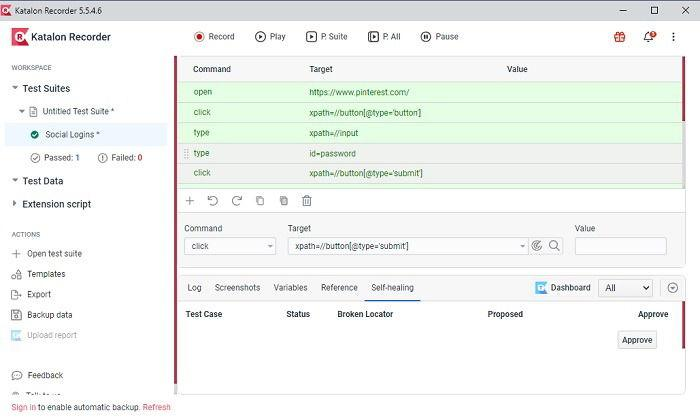 Katalon Recorder 5.5.4.6
Katalon Recorder
Record
Play
P. Suite
P. All
Pause
WORKSPACE
Test Suites
Untitled Test Suite *
Social Logins *
Passed: 1 Failed: 0
Test Data
Extension script
ACTIONS
Open test suite
Templates
Export
Backup data
Upload report
Feedback
Command Target Value
open https://www.pinterest.com/
click xpath=//button[@type='button']
type xpath=//input
type id=password
click xpath=//button[@type='submit']
Command Target Value
click xpath=//button[@type='submit']
Log Screenshots Variables Reference Self-healing Dashboard All
Test Case Status Broken Locator Proposed Approve
Approve
Sign in to enable automatic backup. Refresh